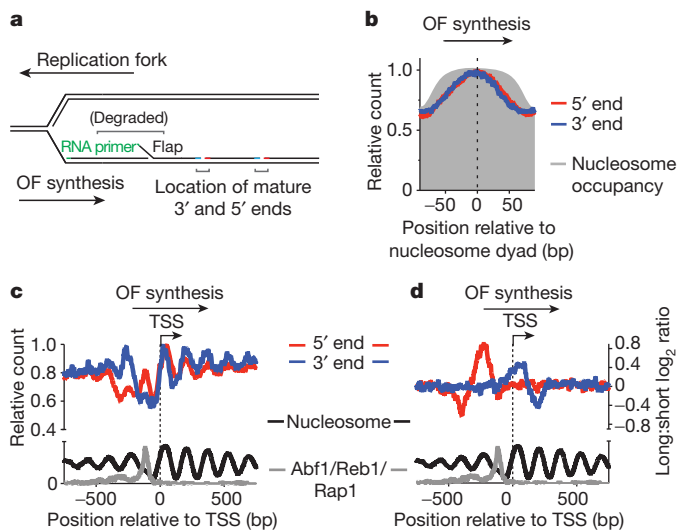 a
Replication fork
(Degraded)
RNA primer
Flap
OF synthesis
Location of mature
3′ and 5′ ends
b
OF synthesis
1.0
0.5
0
Relative count
−50
0
50
Position relative to
nucleosome dyad (bp)
5′ end
3′ end
Nucleosome
occupancy
c
OF synthesis
TSS
1.0
0.8
0.6
0.4
0
Relative count
−500
0
500
Position relative to TSS (bp)
5′ end
3′ end
Nucleosome
Abf1/Reb1/
Rap1
d
OF synthesis
TSS
0.8
0.4
0
−0.4
−0.8
Long:short log2 ratio
−500
0
500
Position relative to TSS (bp)